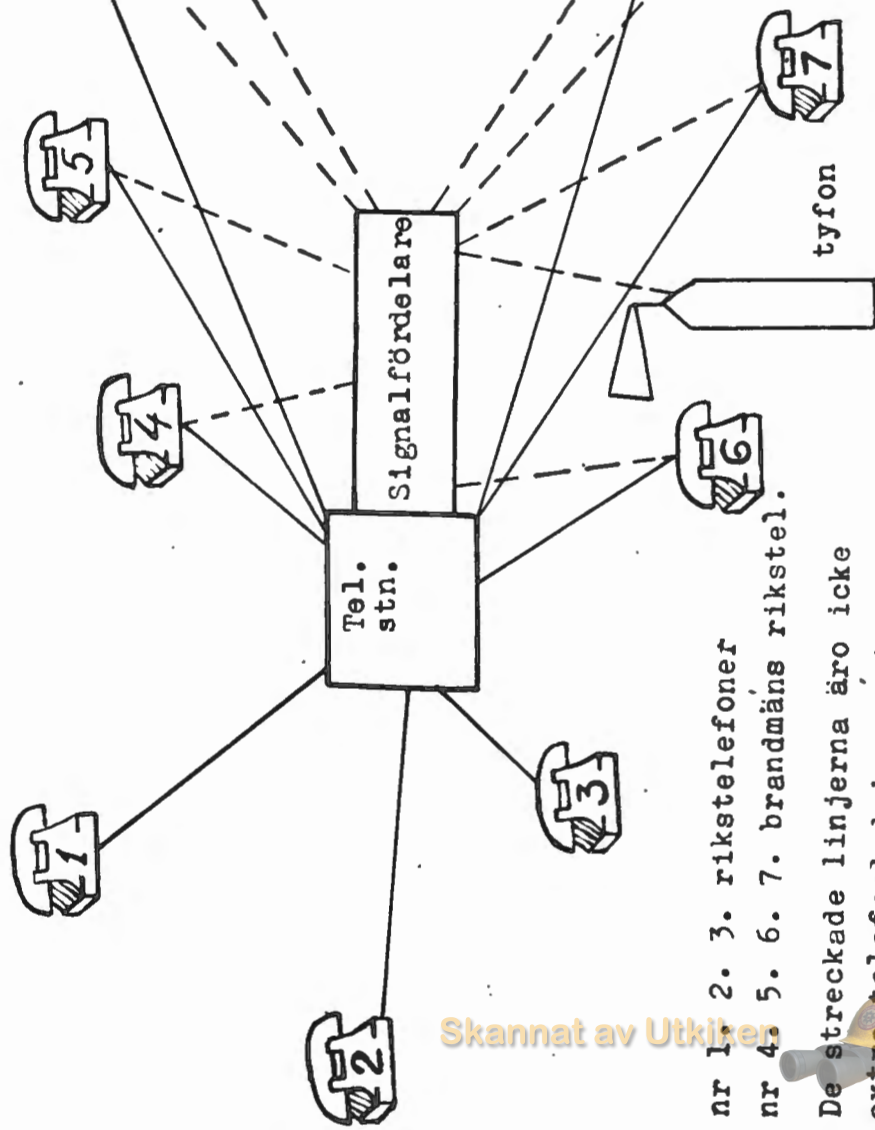 1
2
3
4
5
6
7
Tel.
stn.
Signalfördelare
tyfon
nr 1. 2. 3. rikstelefoner
nr 4. 5. 6. 7. brandmäns rikstel.
De streckade linjerna äro icke
Skannat av Utkiken